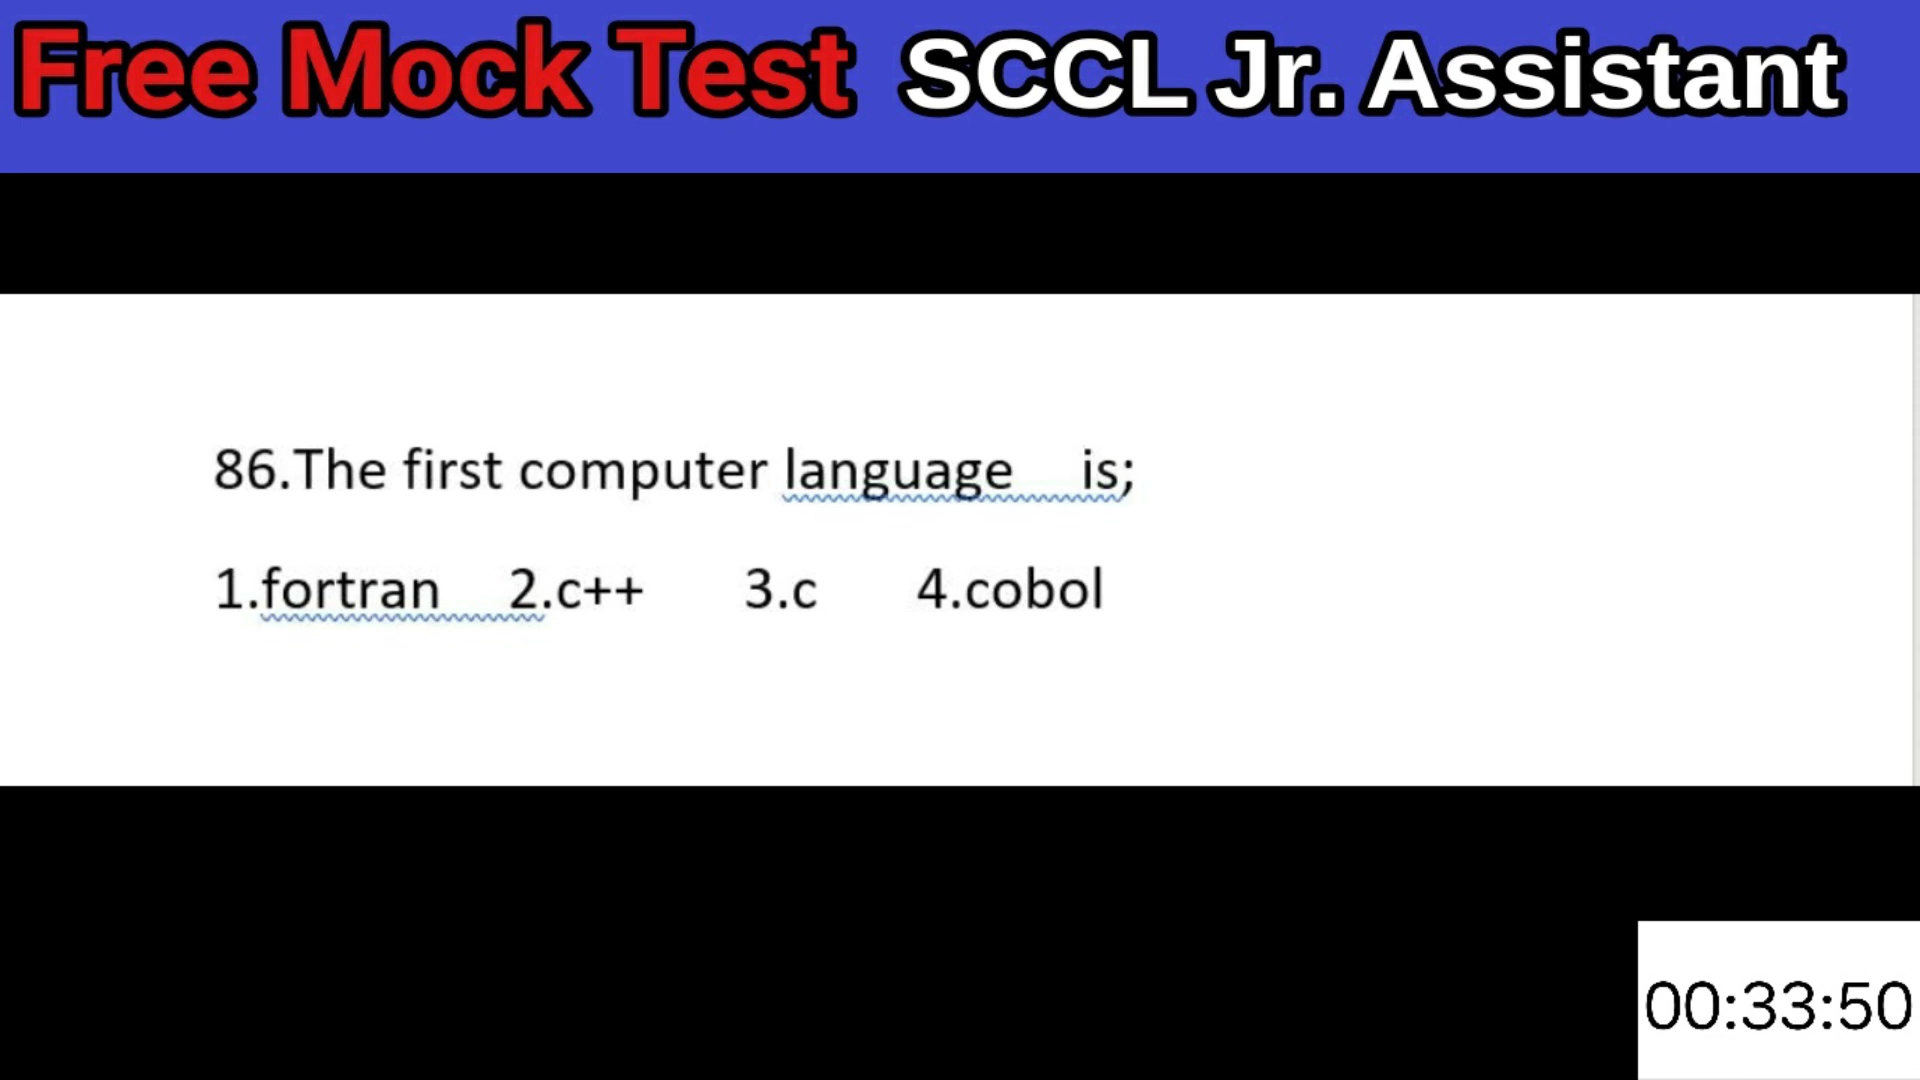 Free Mock Test SCCL Jr. Assistant
86.The first computer language is;
1.fortran 2.c++ 3.c 4.cobol
00:33:50